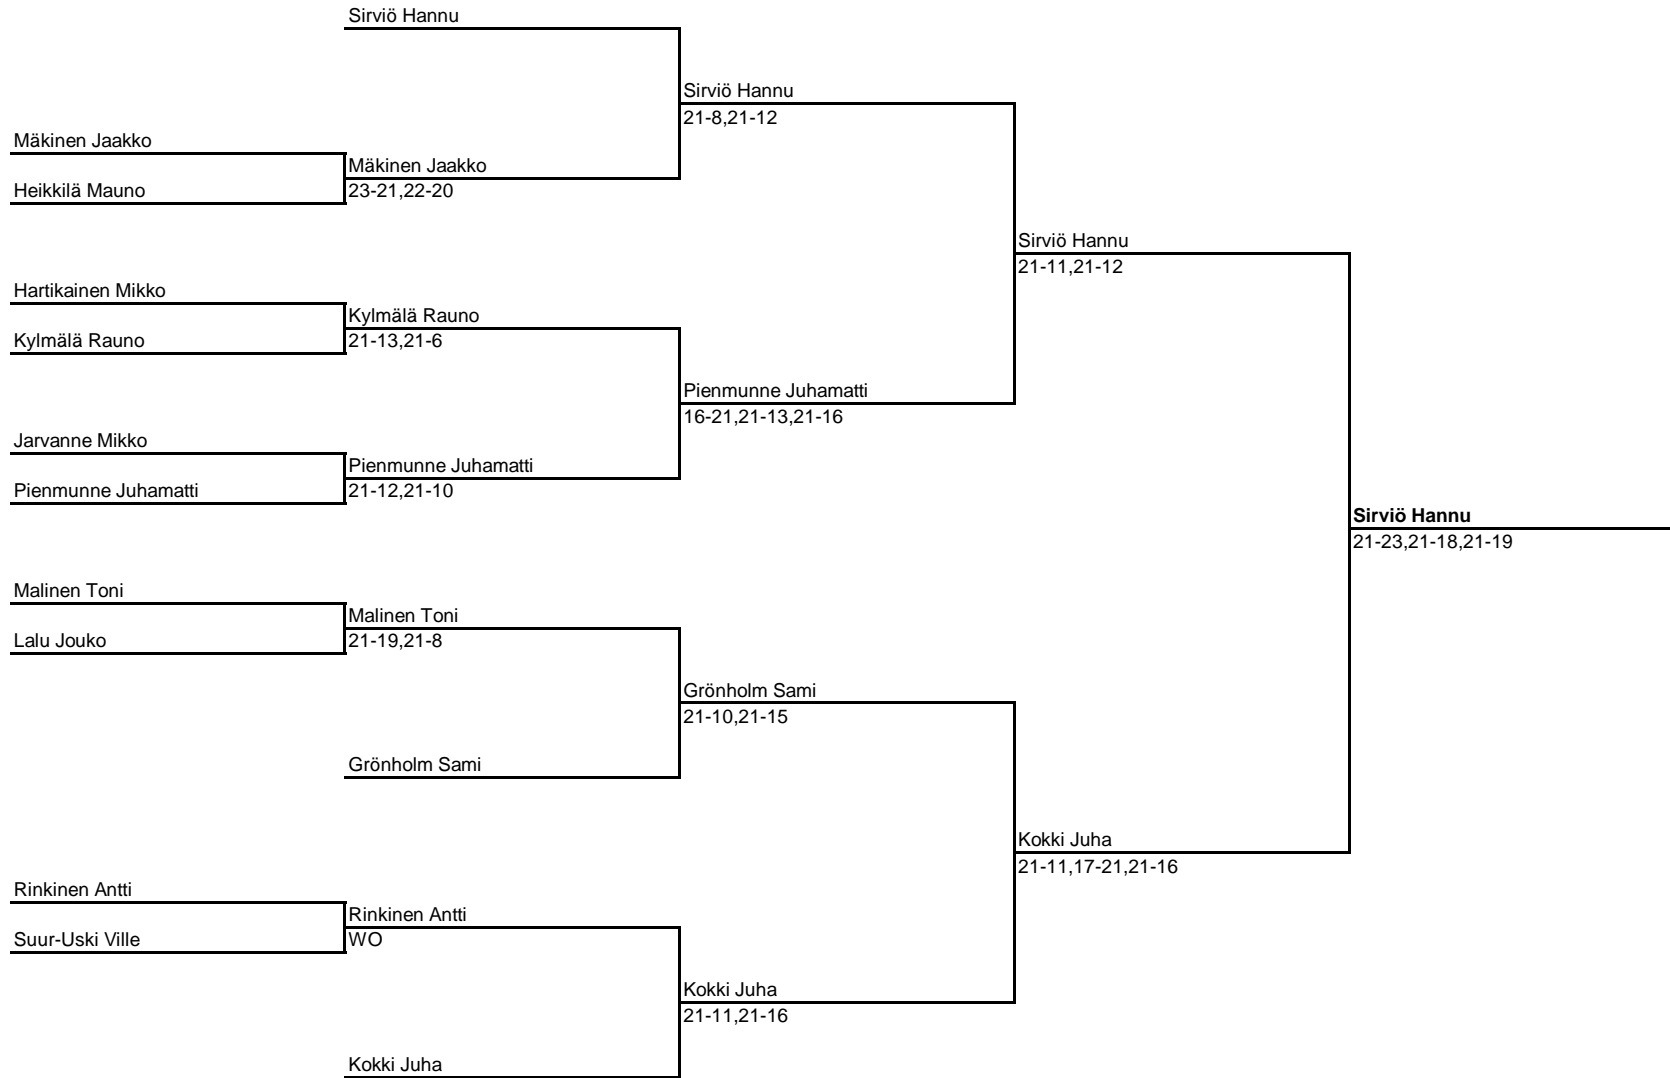 Sirviö Hannu
Sirviö Hannu
21-8,21-12
Mäkinen Jaakko
Mäkinen Jaakko
Heikkilä Mauno
23-21,22-20
Sirviö Hannu
21-11,21-12
Hartikainen Mikko
Kylmälä Rauno
Kylmälä Rauno
21-13,21-6
Pienmunne Juhamatti
16-21,21-13,21-16
Jarvanne Mikko
Pienmunne Juhamatti
Pienmunne Juhamatti
21-12,21-10
Sirviö Hannu
21-23,21-18,21-19
Malinen Toni
Malinen Toni
Lalu Jouko
21-19,21-8
Grönholm Sami
21-10,21-15
Grönholm Sami
Kokki Juha
21-11,17-21,21-16
Rinkinen Antti
Rinkinen Antti
Suur-Uski Ville
WO
Kokki Juha
21-11,21-16
Kokki Juha